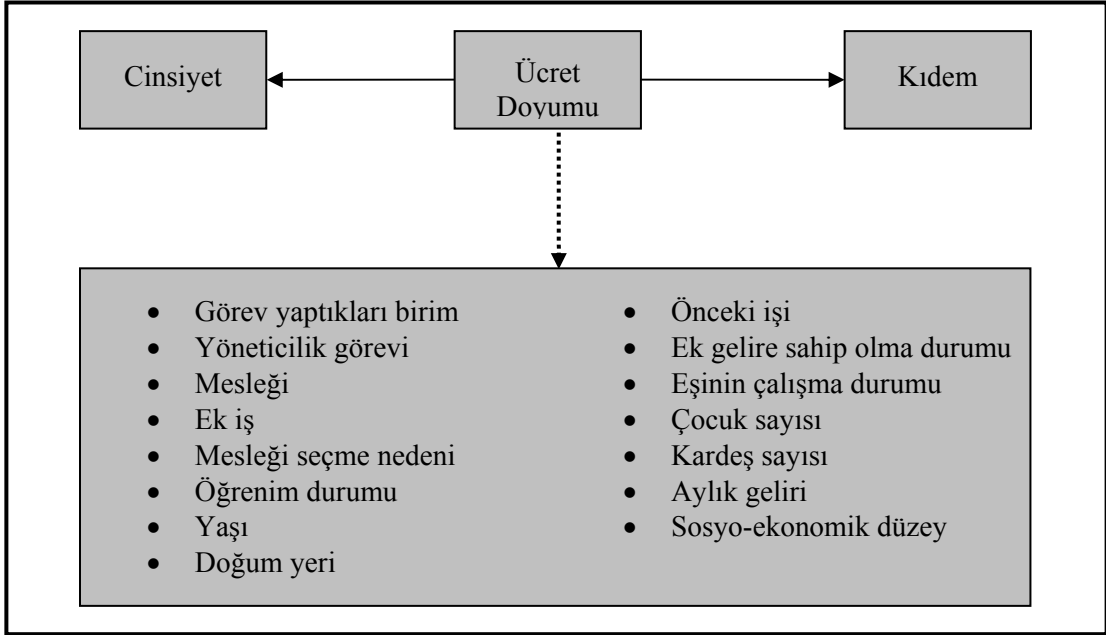 Cinsiyet
Ücret
Doyumu
Kıdem
• Görev yaptıkları birim
• Yöneticilik görevi
• Mesleği
• Ek iş
• Mesleği seçme nedeni
• Öğrenim durumu
• Yaşı
• Doğum yeri
• Önceki işi
• Ek gelire sahip olma durumu
• Eşinin çalışma durumu
• Çocuk sayısı
• Kardeş sayısı
• Aylık geliri
• Sosyo-ekonomik düzey